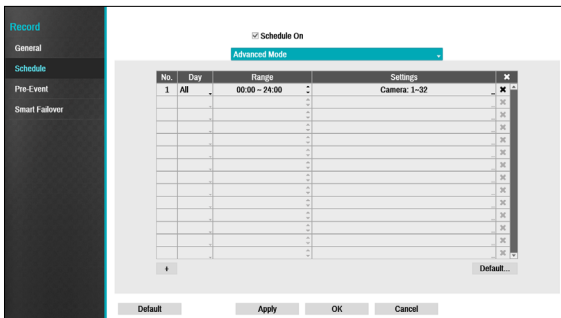 Record
General
Schedule
Pre-Event
Smart Failover
Schedule On
Advanced Mode
No. Day Range Settings
1 All 00:00 ~ 24:00 Camera: 1~32
+ Default...
Default Apply OK Cancel